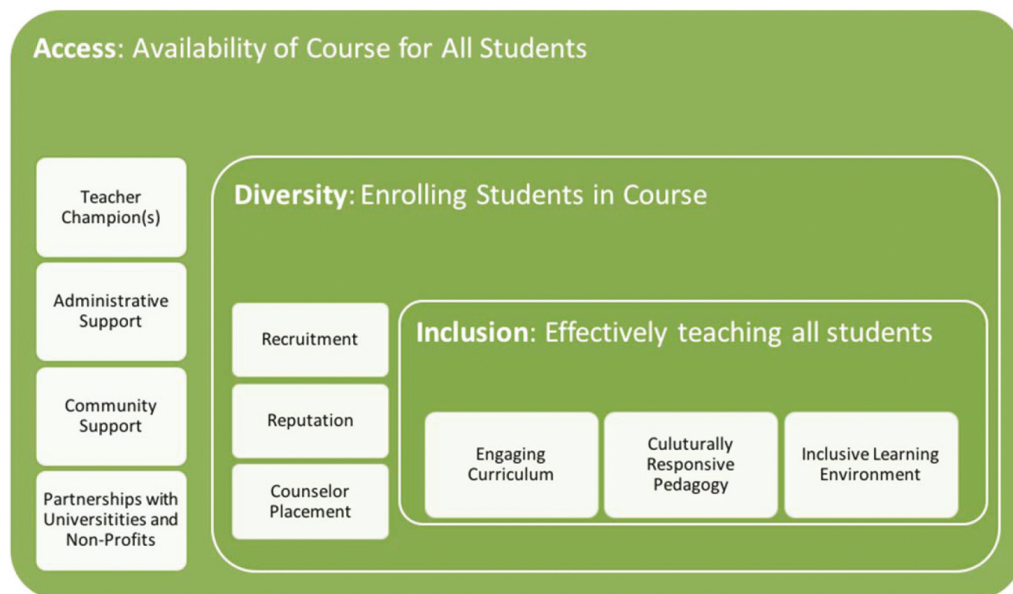 Access: Availability of Course for All Students
Teacher
Champion(s)
Administrative
Support
Community
Support
Partnerships with
Universitities and
Non-Profits
Diversity: Enrolling Students in Course
Recruitment
Reputation
Counselor
Placement
Inclusion: Effectively teaching all students
Engaging
Curriculum
Culuturally
Responsive
Pedagogy
Inclusive Learning
Environment